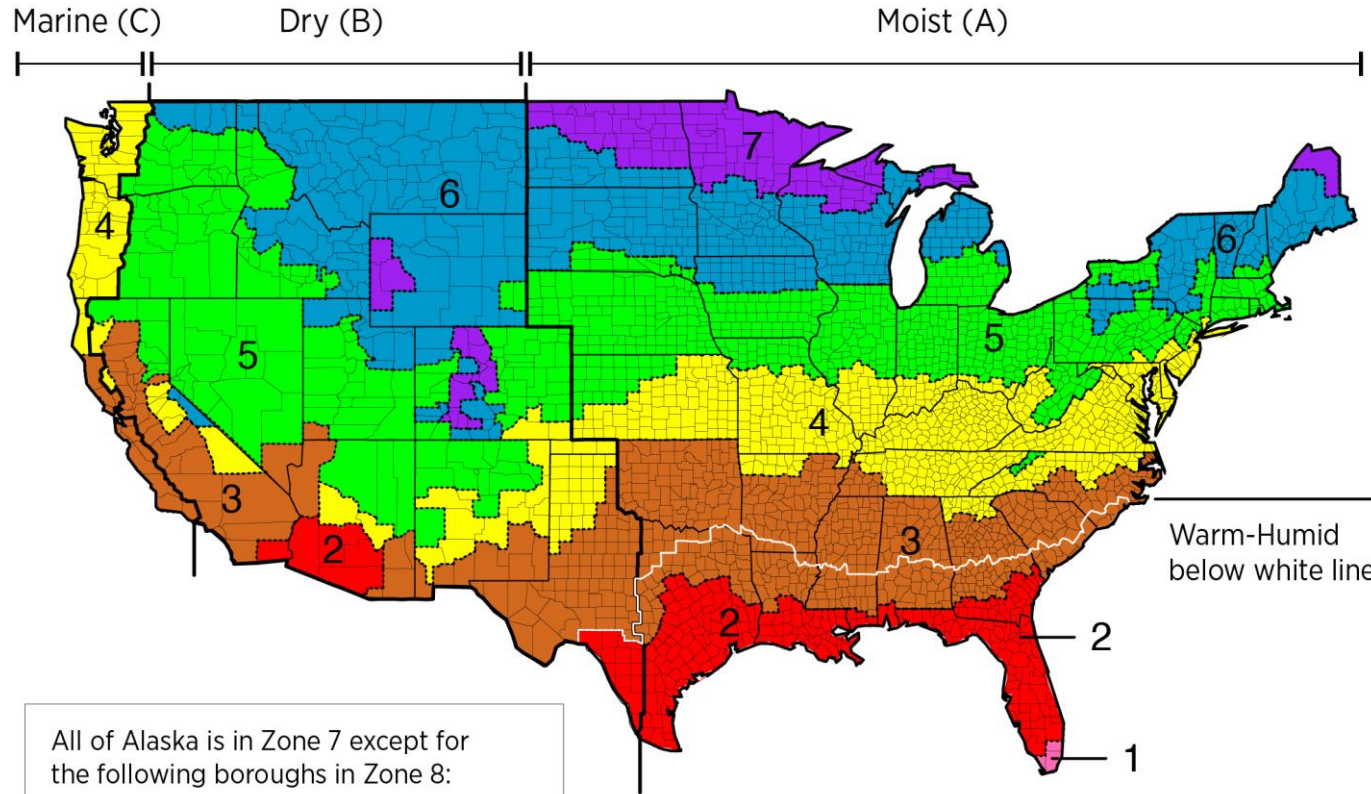 Marine (C)
Dry (B)
Moist (A)
7
6
4
6
5
5
4
3
3
2
Warm-Humid
below white line
2
2
1
All of Alaska is in Zone 7 except for
the following boroughs in Zone 8: